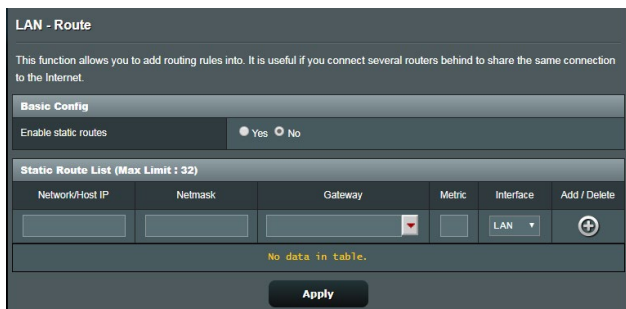 LAN - Route
This function allows you to add routing rules into. It is useful if you connect several routers behind to share the same connection
to the Internet.
Basic Config
Enable static routes Yes No
Static Route List (Max Limit : 32)
Network/Host IP Netmask Gateway Metric Interface Add / Delete
LAN
No data in table.
Apply